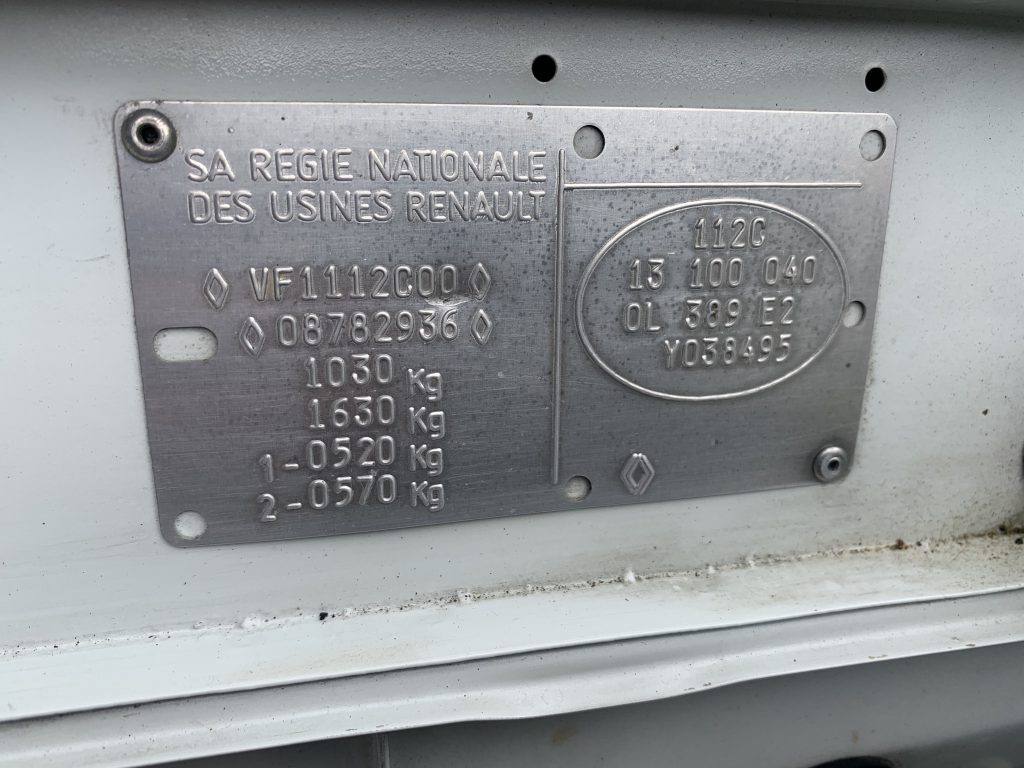 SA REGIE NATIONALE
DES USINES RENAULT
◊ VF1112C00 ◊
◊ 08782936 ◊
1030 Kg
1630 Kg
1-0520 Kg
2-0570 Kg
112C
13 100 040
0L 389 E2
Y038495